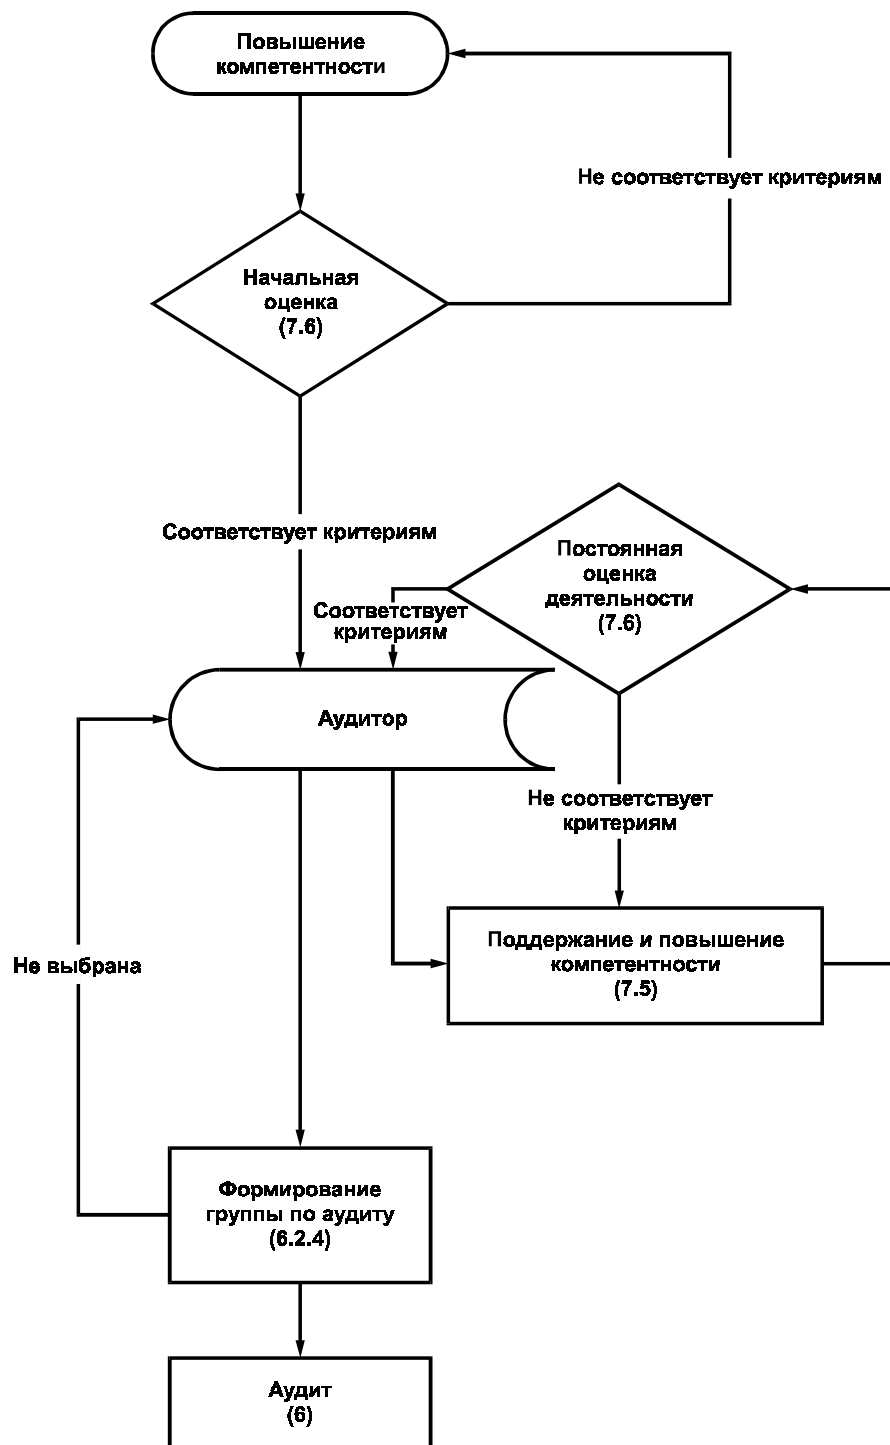 Повышение
компетентности
Не соответствует критериям
Начальная
оценка
(7.6)
Соответствует критериям
Постоянная
оценка
деятельности
(7.6)
Соответствует
критериям
Аудитор
Не соответствует
критериям
Поддержание и повышение
компетентности
(7.5)
Не выбрана
Формирование
группы по аудиту
(6.2.4)
Аудит
(6)